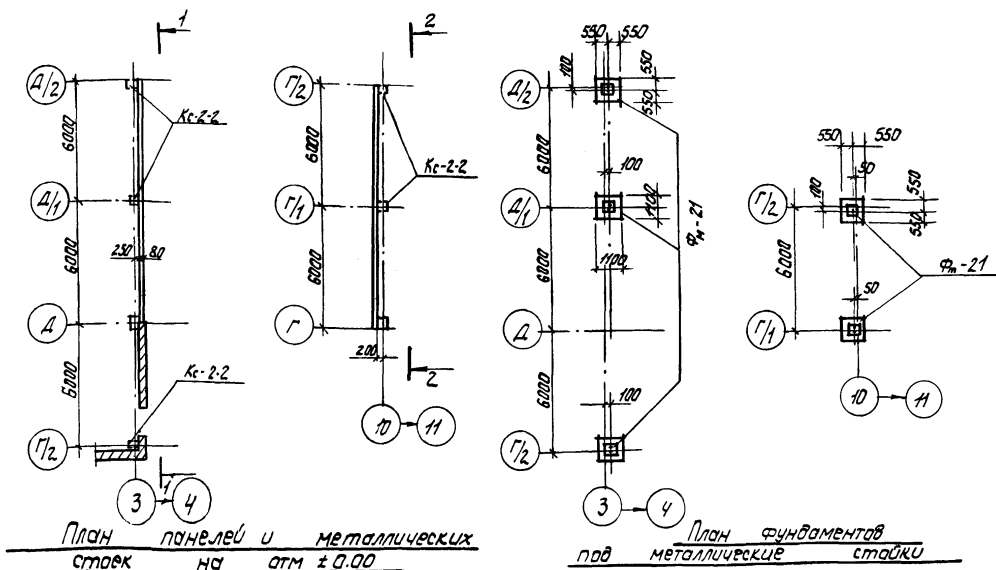 1
1
Д/2
Д/1
Д
Г/2
6000
6000
6000
Кс-2-2
250
80
Кс-2-2
3
4
План панелей и металлических
стоек на отм ± 0.00
2
2
Г/2
Г/1
Г
6000
6000
Кс-2-2
200
10
11
550
550
100
550
550
Д/2
Д/1
Д
Г/2
6000
6000
6000
100
1100
1100
100
Фм-21
3
4
План фундаментов
под металлические стойки
550
550
50
100
550
550
Г/2
Г/1
6000
50
Фт-21
10
11